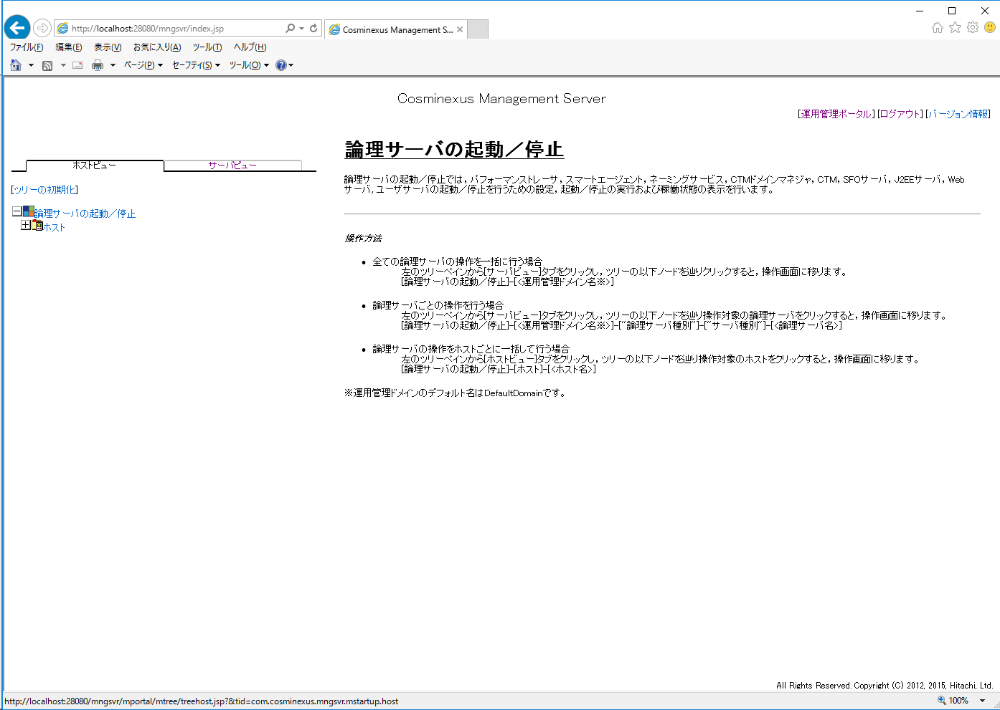 http://localhost:28080/mngsvr/index.jsp
Cosminexus Management S...
ファイル(F) 編集(E) 表示(V) お気に入り(A) ツール(T) ヘルプ(H)
ページ(P) セーフティ(S) ツール(O)
Cosminexus Management Server
[運用管理ポータル] [ログアウト] [バージョン情報]
ホストビュー サーバビュー
[ツリーの初期化]
論理サーバの起動／停止
ホスト
論理サーバの起動／停止
論理サーバの起動／停止では，パフォーマンストレーサ，スマートエージェント，ネーミングサービス，CTMドメインマネジャ，CTM，SFOサーバ，J2EEサーバ，Web
サーバ，ユーザサーバの起動／停止を行うための設定，起動／停止の実行および稼働状態の表示を行います。
操作方法
• 全ての論理サーバの操作を一括に行う場合
左のツリーペインから[サーバビュー]タブをクリックし，ツリーの以下ノードを辿りクリックすると，操作画面に移ります。
[論理サーバの起動／停止]-[<運用管理ドメイン名※>]
• 論理サーバごとの操作を行う場合
左のツリーペインから[サーバビュー]タブをクリックし，ツリーの以下ノードを辿り操作対象の論理サーバをクリックすると，操作画面に移ります。
[論理サーバの起動／停止]-[<運用管理ドメイン名※>]-["論理サーバ種別"]-["サーバ種別"]-[<論理サーバ名>]
• 論理サーバの操作をホストごとに一括して行う場合
左のツリーペインから[ホストビュー]タブをクリックし，ツリーの以下ノードを辿り操作対象のホストをクリックすると，操作画面に移ります。
[論理サーバの起動／停止]-[ホスト]-[<ホスト名>]
※運用管理ドメインのデフォルト名はDefaultDomainです。
All Rights Reserved. Copyright (C) 2012, 2015, Hitachi, Ltd.
http://localhost:28080/mngsvr/mportal/mtree/treehost.jsp?&tid=com.cosminexus.mngsvr.mstartup.host
100%